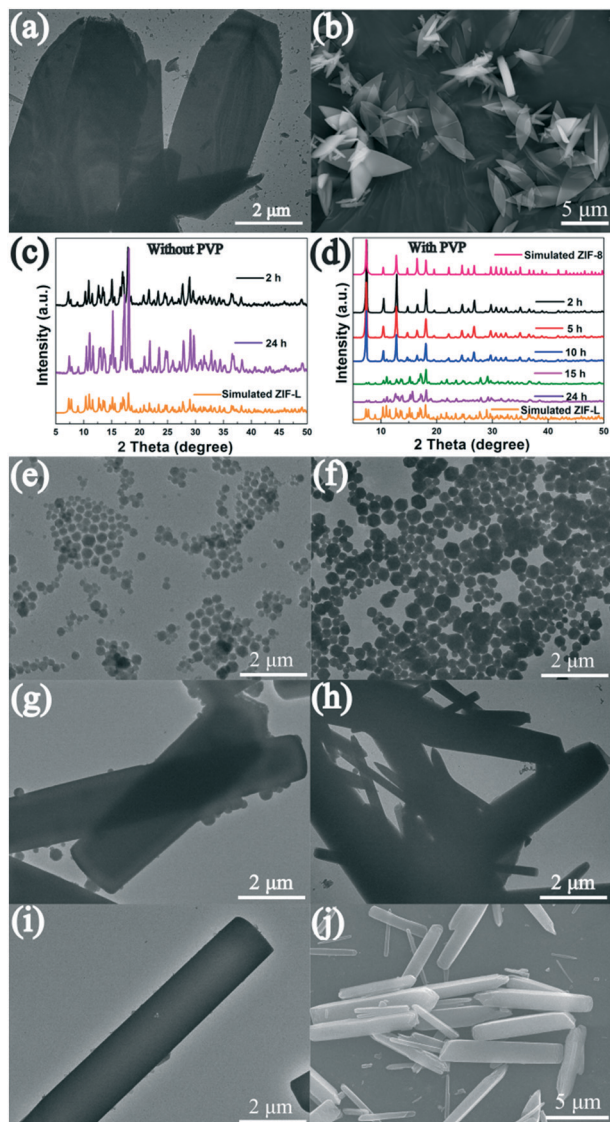 (a)
2 μm
(b)
5 μm
(c)
Without PVP
2 h
24 h
Simulated ZIF-L
Intensity (a.u.)
5 10 15 20 25 30 35 40 45 50
2 Theta (degree)
(d)
With PVP
Simulated ZIF-8
2 h
5 h
10 h
15 h
24 h
Simulated ZIF-L
Intensity (a.u.)
10 20 30 40 50
2 Theta (degree)
(e)
2 μm
(f)
2 μm
(g)
2 μm
(h)
2 μm
(i)
2 μm
(j)
5 μm